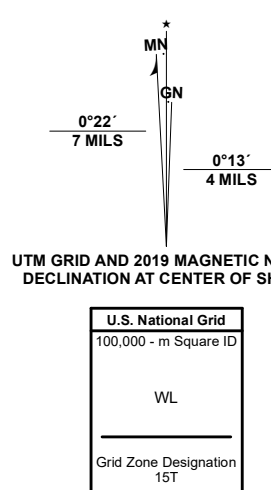 MN
GN
0°22´
7 MILS
0°13´
4 MILS
UTM GRID AND 2019 MAGNETIC
DECLINATION AT CENTER OF
U.S. National Grid
100,000 - m Square ID
WL
Grid Zone Designation
15T